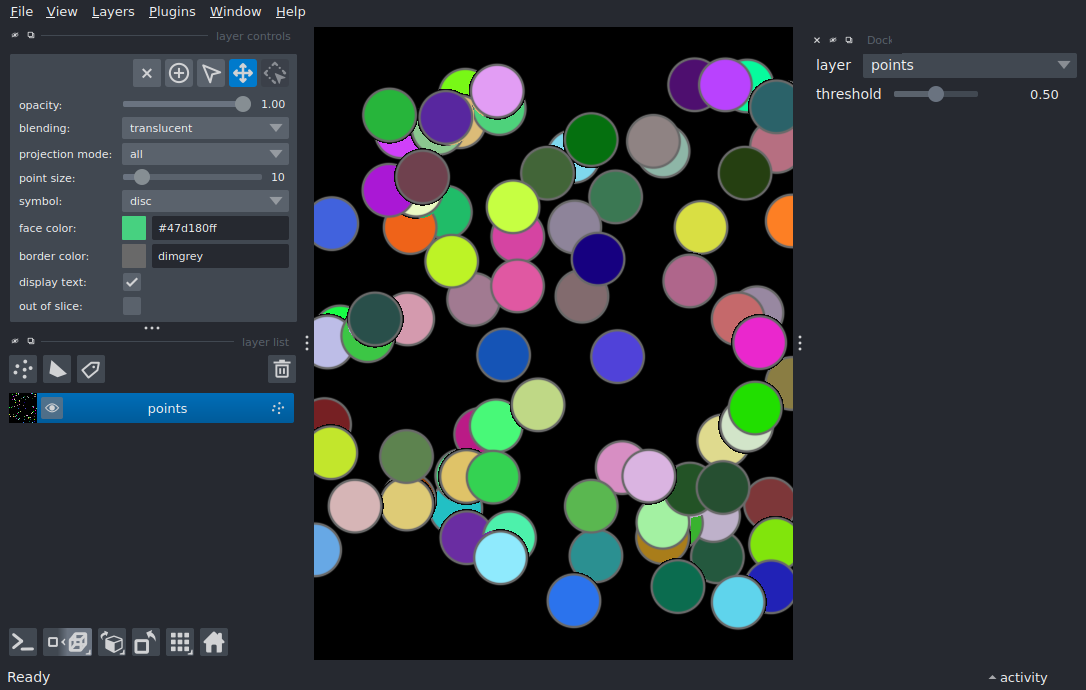 File View Layers Plugins Window Help
layer controls
opacity: 1.00
blending: translucent
projection mode: all
point size: 10
symbol: disc
face color: #47d180ff
border color: dimgrey
display text:
out of slice:
layer list
points
Dock
layer points
threshold 0.50
Ready
activity